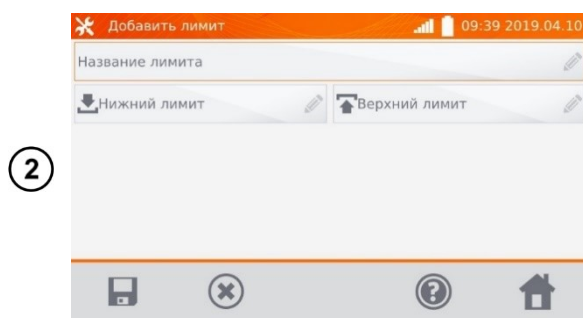 Добавить лимит 09:39 2019.04.10
Название лимита
Нижний лимит Верхний лимит
2